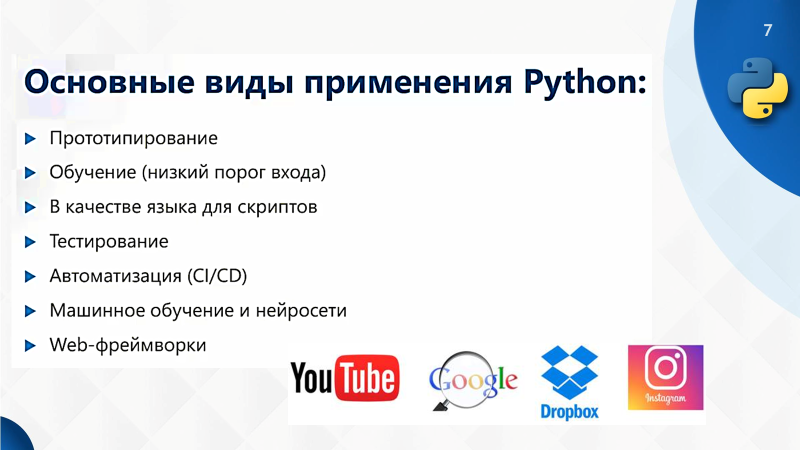 7
Основные виды применения Python:
Прототипирование
Обучение (низкий порог входа)
В качестве языка для скриптов
Тестирование
Автоматизация (CI/CD)
Машинное обучение и нейросети
Web-фреймворки
YouTube
Google
Dropbox
Instagram